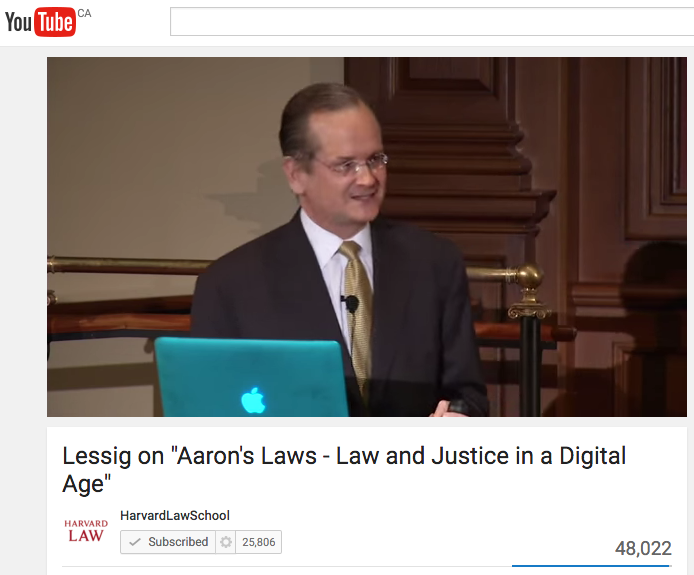 YouTube CA
Lessig on "Aaron's Laws - Law and Justice in a Digital
Age"
HARVARD
LAW
HarvardLawSchool
Subscribed 25,806
48,022